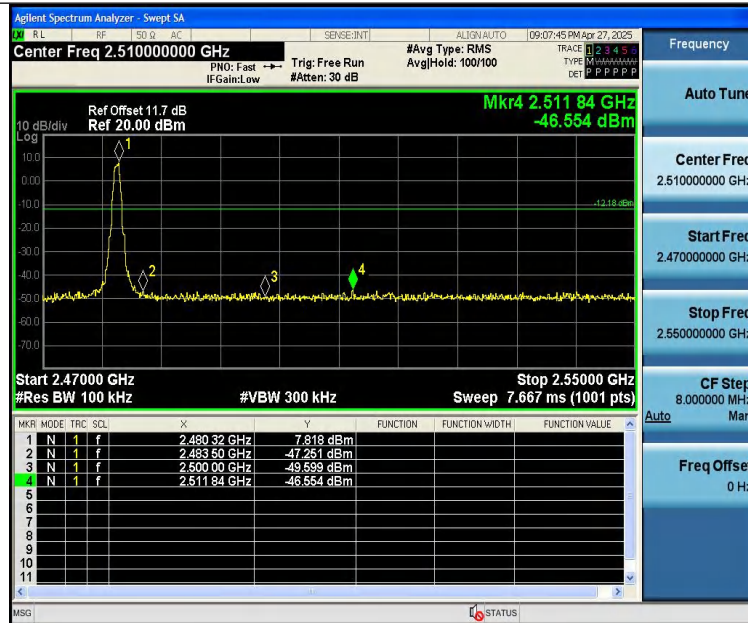 Agilent Spectrum Analyzer - Swept SA
LXI RL RF 50 Ω AC SENSE:INT ALIGNAUTO 09:07:45 PM Apr 27, 2025
Center Freq 2.510000000 GHz #Avg Type: RMS TRACE 1 2 3 4 5 6
PNO: Fast Trig: Free Run Avg|Hold: 100/100 TYPE M
IFGain:Low #Atten: 30 dB DET P P P P P P
Mkr4 2.511 84 GHz
-46.554 dBm
Ref Offset 11.7 dB
10 dB/div Ref 20.00 dBm
Log
10.0
0.00
-10.0
-20.0
-30.0
-40.0
-50.0
-60.0
-70.0
1
2
3
4
-12.18 dBm
Start 2.47000 GHz Stop 2.55000 GHz
#Res BW 100 kHz #VBW 300 kHz Sweep 7.667 ms (1001 pts)
MKR MODE TRC SCL X Y FUNCTION FUNCTION WIDTH FUNCTION VALUE
1 N 1 f 2.480 32 GHz 7.818 dBm
2 N 1 f 2.483 50 GHz -47.251 dBm
3 N 1 f 2.500 00 GHz -49.599 dBm
4 N 1 f 2.511 84 GHz -46.554 dBm
5
6
7
8
9
10
11
MSG STATUS
Frequency
Auto Tune
Center Freq
2.510000000 GHz
Start Freq
2.470000000 GHz
Stop Freq
2.550000000 GHz
CF Step
8.000000 MHz
Auto Man
Freq Offset
0 Hz